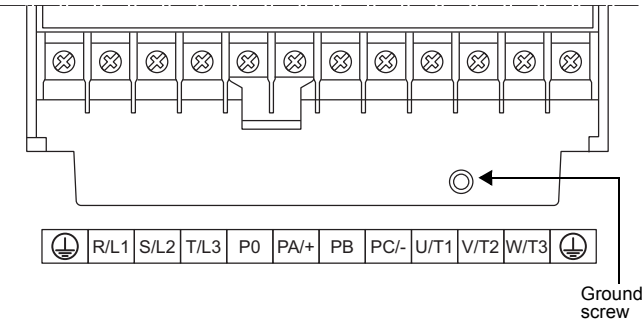 R/L1 S/L2 T/L3 P0 PA/+ PB PC/- U/T1 V/T2 W/T3
Ground
screw